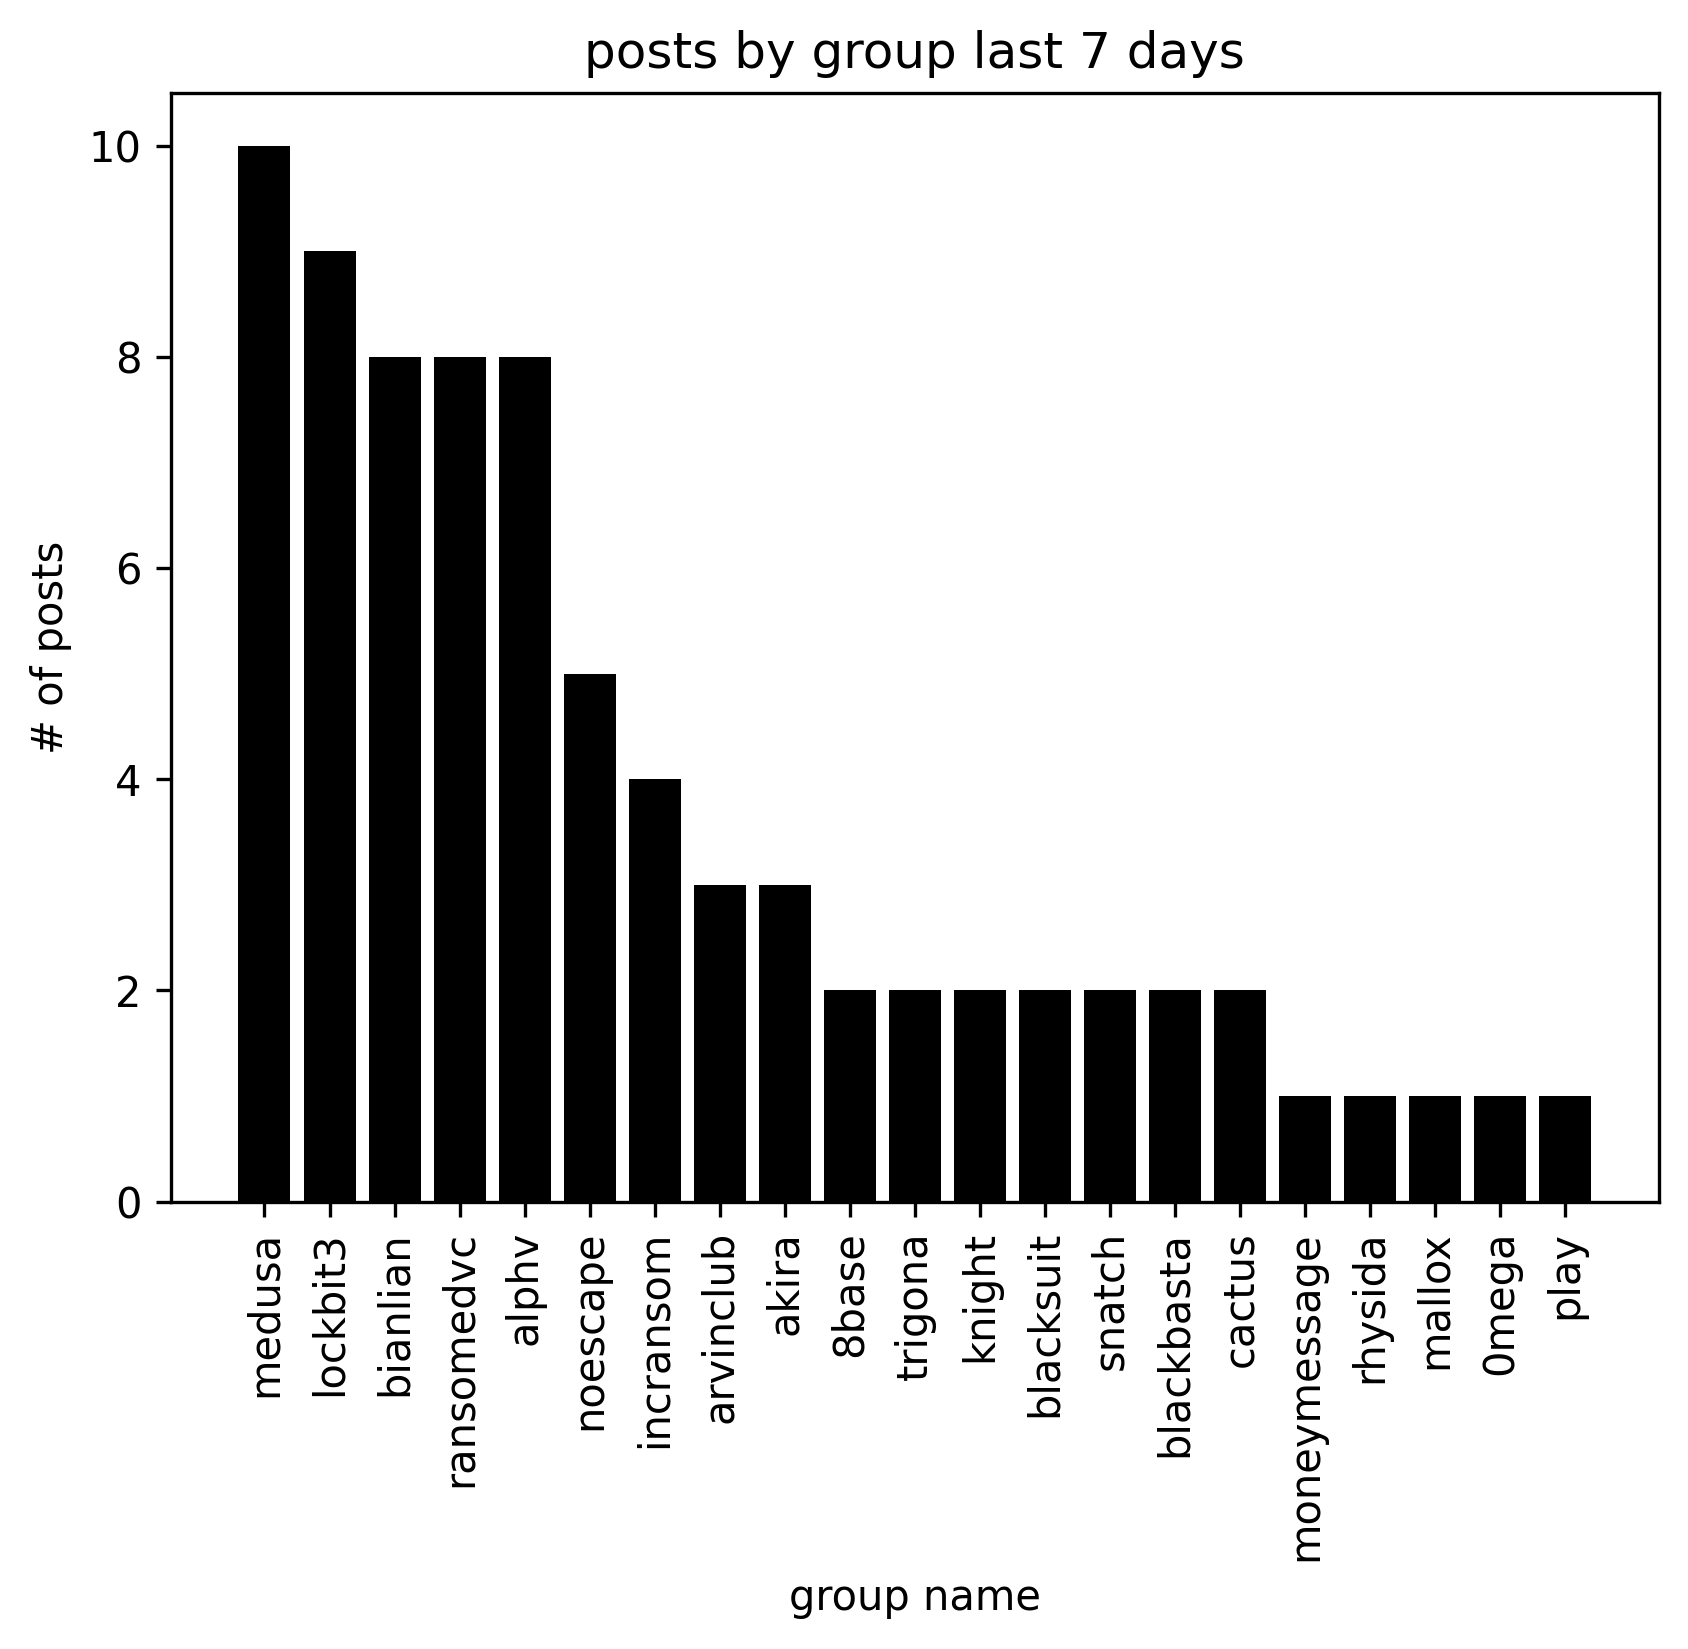 posts by group last 7 days
10
8
6
4
2
0
# of posts
medusa
lockbit3
bianlian
ransomedvc
alphv
noescape
incransom
arvinclub
akira
8base
trigona
knight
blacksuit
snatch
blackbasta
cactus
moneymessage
rhysida
mallox
0mega
play
group name